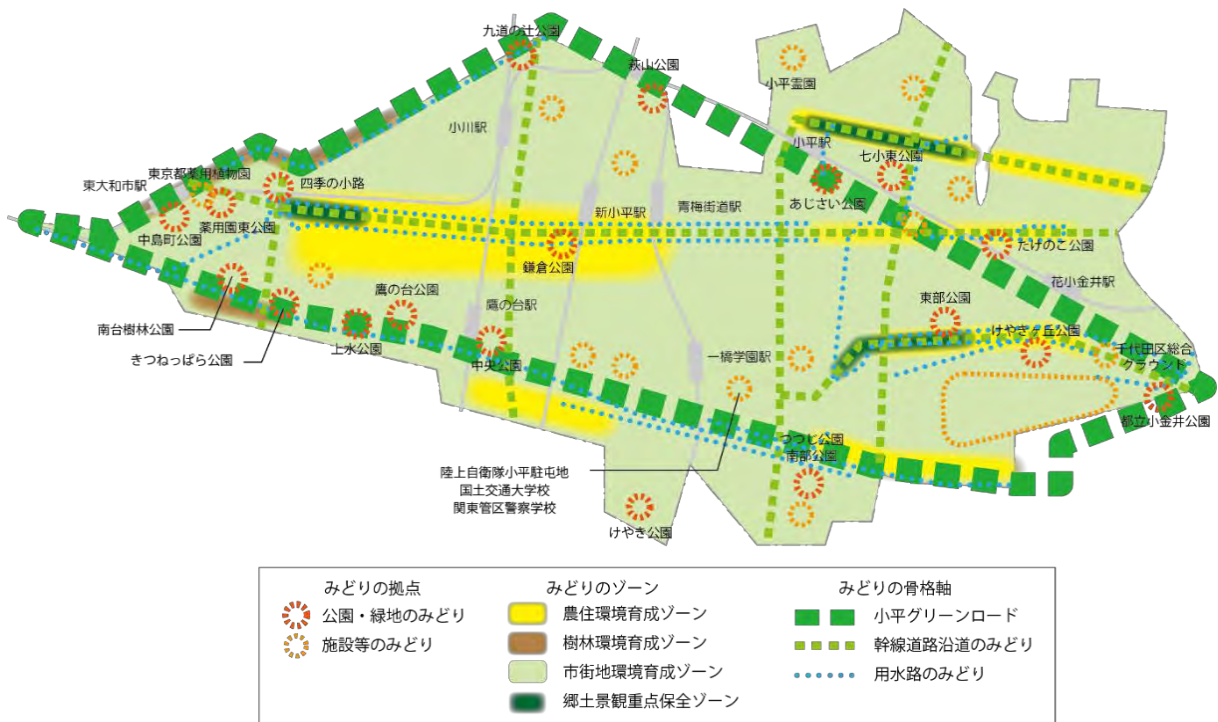 九道の辻公園
萩山公園
小平霊園
小川駅
小平駅
七小東公園
東京都薬用植物園
東大和市駅
四季の小路
あじさい公園
新小平駅
青梅街道駅
薬用園東公園
中島町公園
たけのこ公園
鎌倉公園
花小金井駅
鷹の台公園
鷹の台駅
東部公園
けやきヶ丘公園
南台樹林公園
千代田区総合
グラウンド
きつねっぱら公園
上水公園
中央公園
一橋学園駅
都立小金井公園
つつじ公園
南部公園
陸上自衛隊小平駐屯地
国土交通大学校
関東管区警察学校
けやき公園
みどりの拠点
公園・緑地のみどり
施設等のみどり
みどりのゾーン
農住環境育成ゾーン
樹林環境育成ゾーン
市街地環境育成ゾーン
郷土景観重点保全ゾーン
みどりの骨格軸
小平グリーンロード
幹線道路沿道のみどり
用水路のみどり